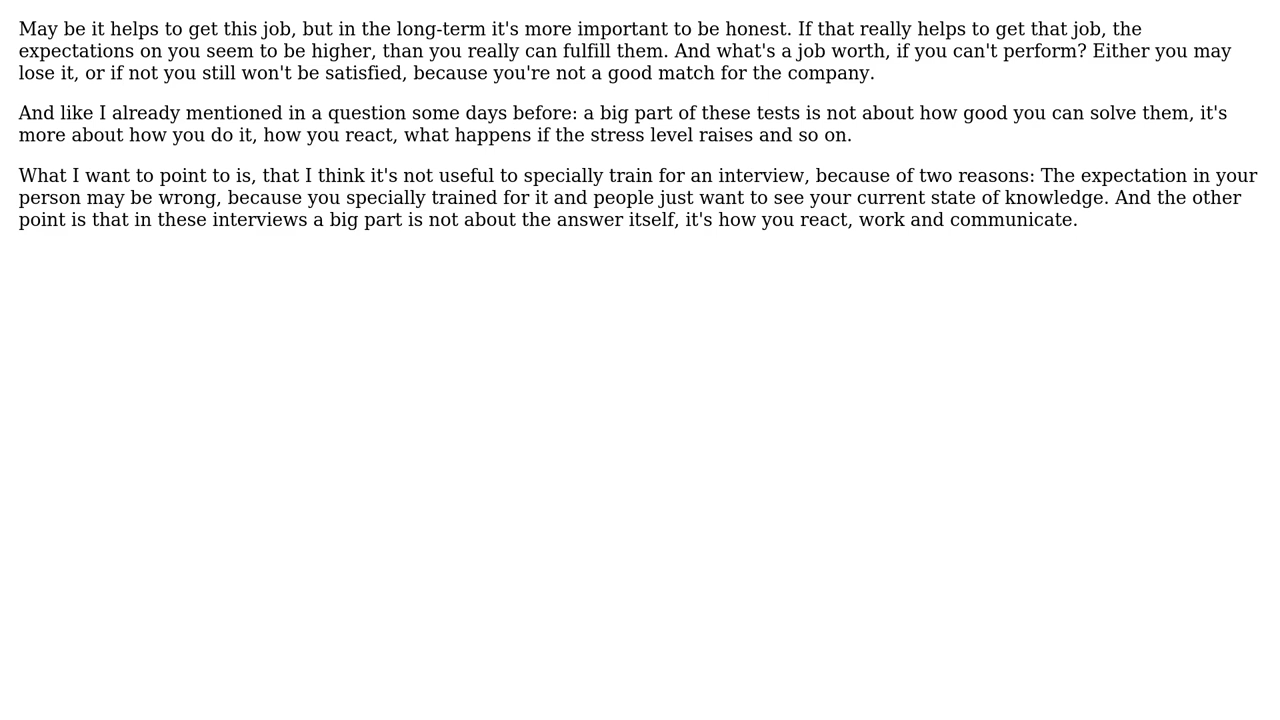 May be it helps to get this job, but in the long-term it's more important to be honest. If that really helps to get that job, the
expectations on you seem to be higher, than you really can fulfill them. And what's a job worth, if you can't perform? Either you may
lose it, or if not you still won't be satisfied, because you're not a good match for the company.
And like I already mentioned in a question some days before: a big part of these tests is not about how good you can solve them, it's
more about how you do it, how you react, what happens if the stress level raises and so on.
What I want to point to is, that I think it's not useful to specially train for an interview, because of two reasons: The expectation in your
person may be wrong, because you specially trained for it and people just want to see your current state of knowledge. And the other
point is that in these interviews a big part is not about the answer itself, it's how you react, work and communicate.